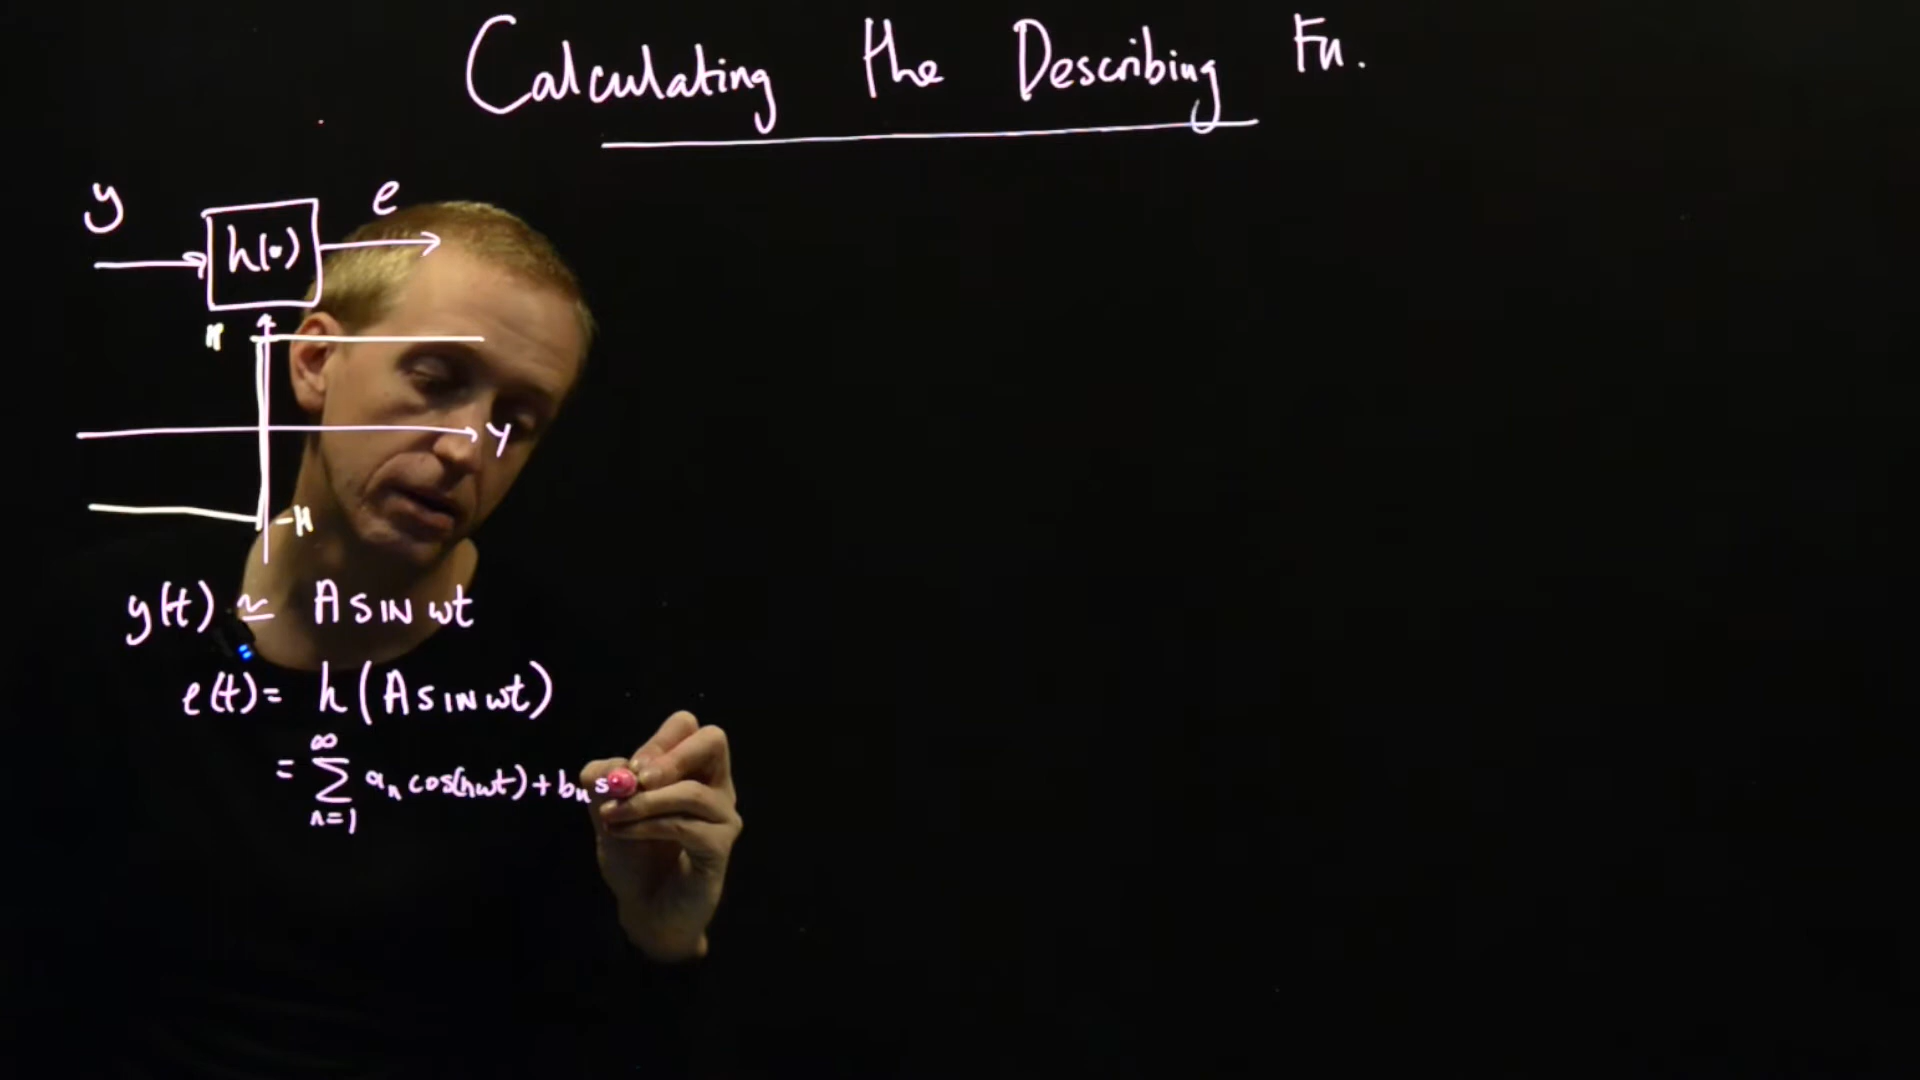 Calculating the Describing Fn.
y
e
h(•)
H
y
-H
y(t) ≃ A sin ωt
e(t) = h(A sin ωt)
= ∑ₙ₌₁^∞ aₙ cos(nωt) + bₙ s